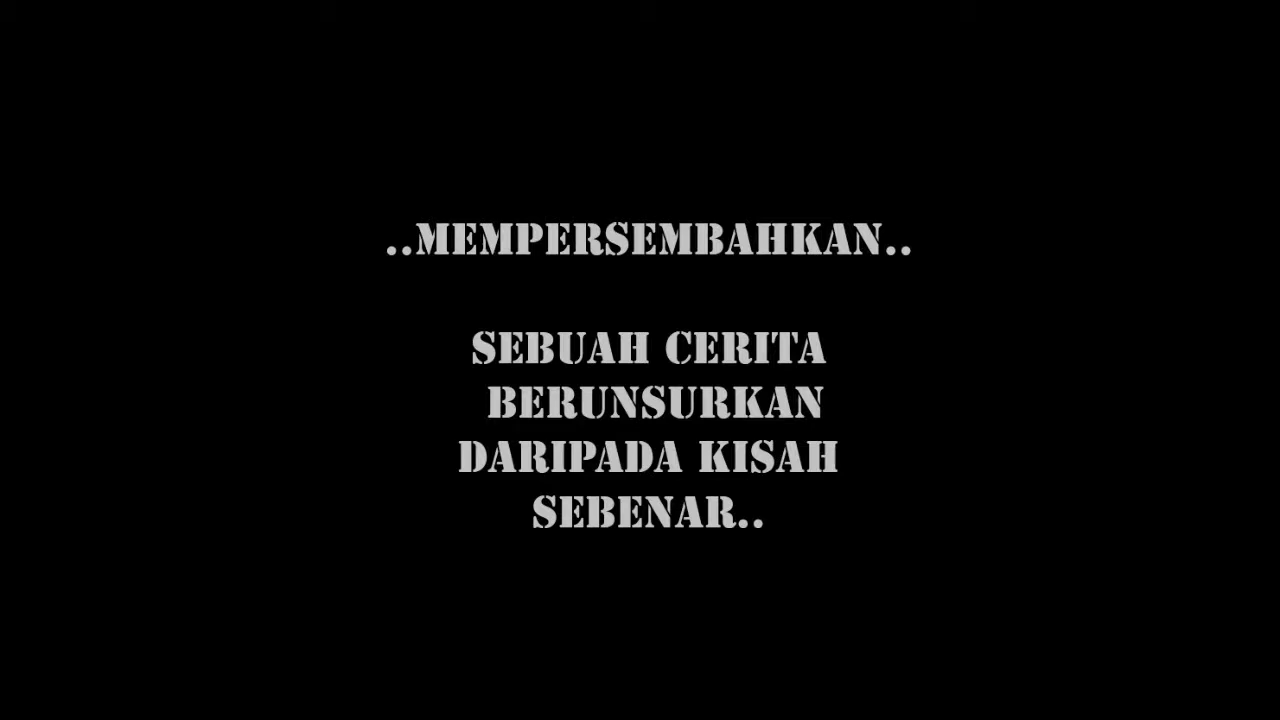 ..MEMPERSEMBAHKAN..
SEBUAH CERITA
BERUNSURKAN
DARIPADA KISAH
SEBENAR..